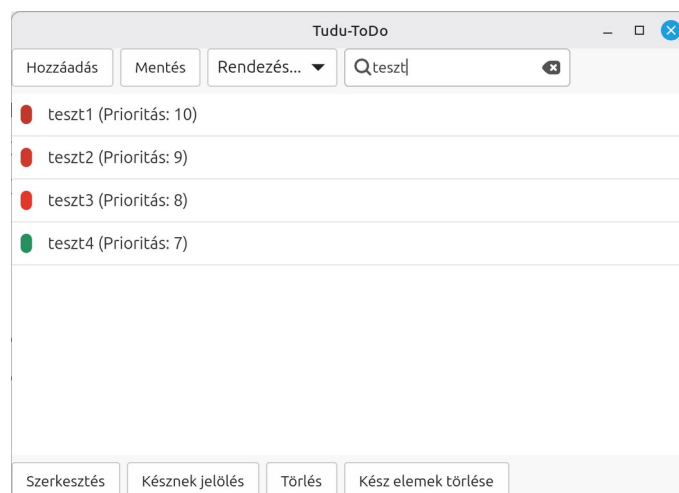 Tudu-ToDo
Hozzáadás Mentés Rendezés... teszt
teszt1 (Prioritás: 10)
teszt2 (Prioritás: 9)
teszt3 (Prioritás: 8)
teszt4 (Prioritás: 7)
Szerkesztés Késznek jelölés Törlés Kész elemek törlése